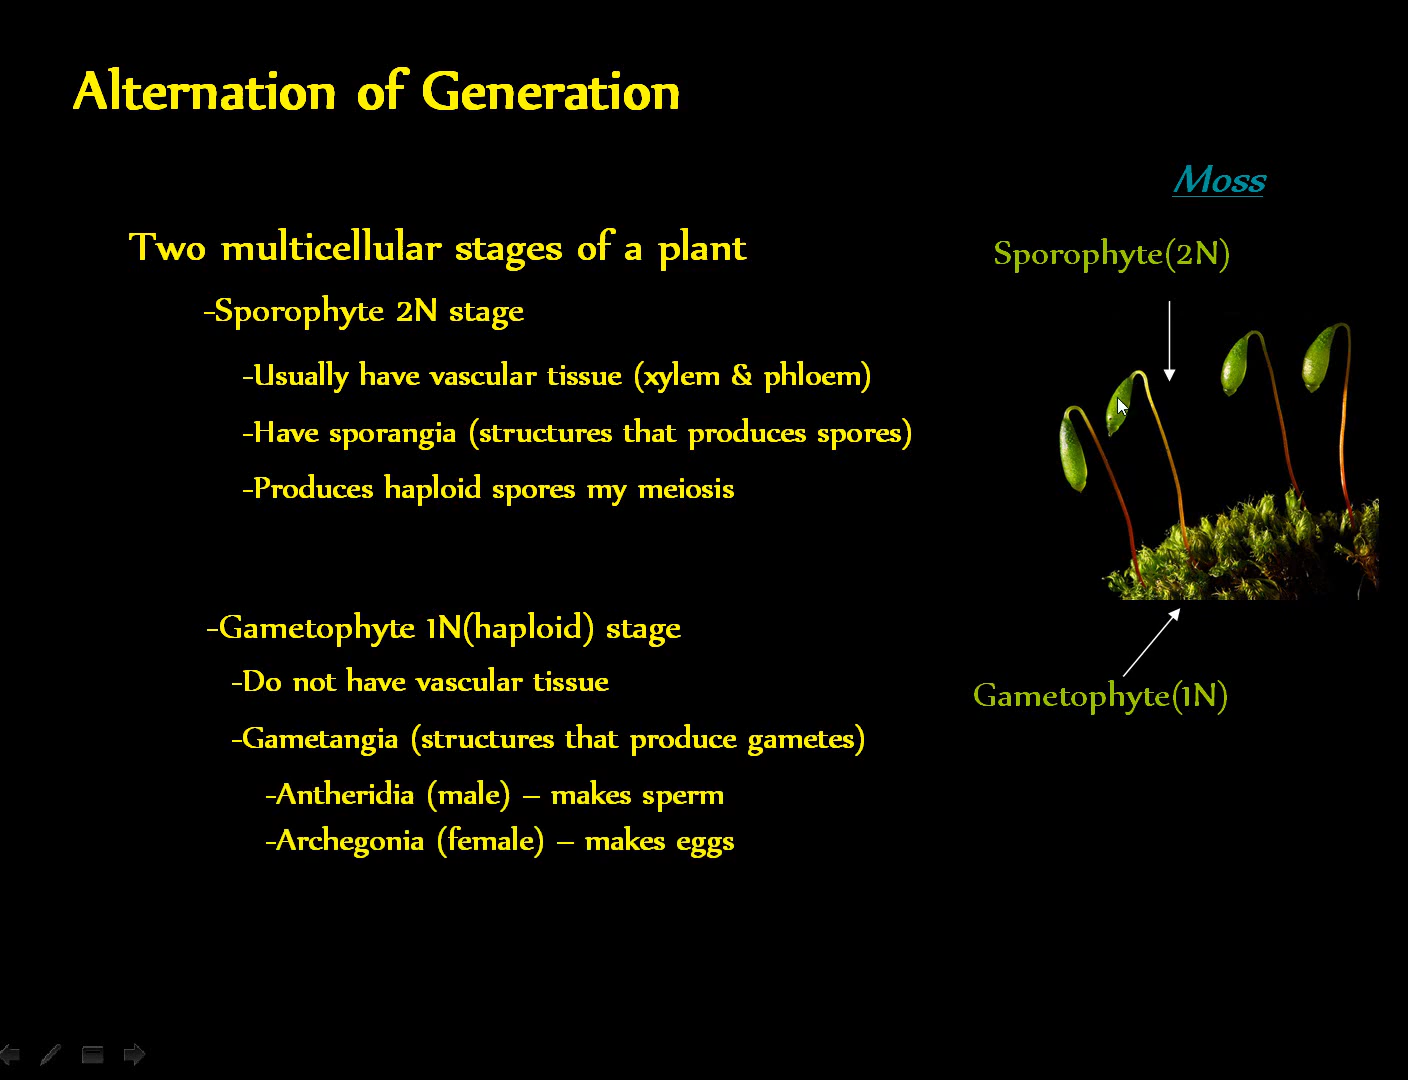 Alternation of Generation
Moss
Two multicellular stages of a plant
Sporophyte(2N)
-Sporophyte 2N stage
-Usually have vascular tissue (xylem & phloem)
-Have sporangia (structures that produces spores)
-Produces haploid spores my meiosis
-Gametophyte 1N(haploid) stage
-Do not have vascular tissue
Gametophyte(1N)
-Gametangia (structures that produce gametes)
-Antheridia (male) – makes sperm
-Archegonia (female) – makes eggs